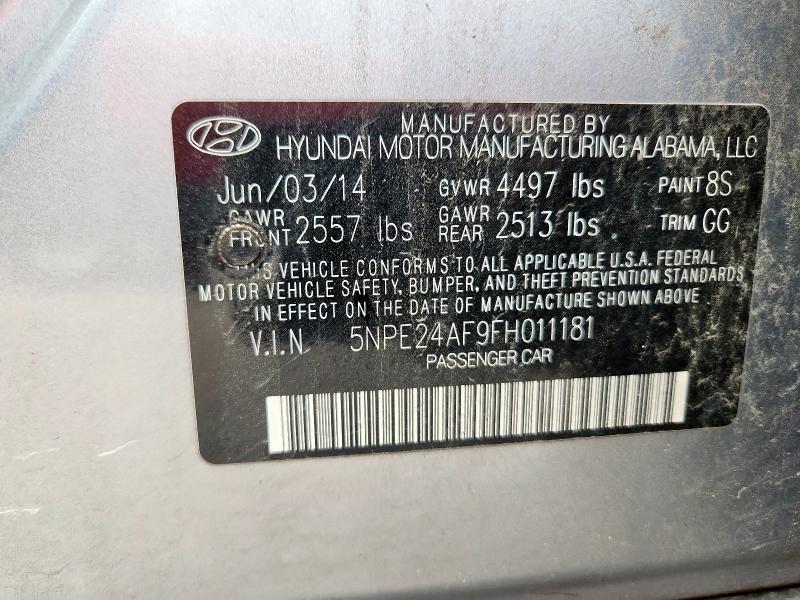 MANUFACTURED BY
HYUNDAI MOTOR MANUFACTURING ALABAMA, LLC
Jun/03/14 GVWR 4497 lbs PAINT 8S
GAWR FRONT 2557 lbs GAWR REAR 2513 lbs TRIM GG
THIS VEHICLE CONFORMS TO ALL APPLICABLE U.S.A. FEDERAL
MOTOR VEHICLE SAFETY, BUMPER, AND THEFT PREVENTION STANDARDS
IN EFFECT ON THE DATE OF MANUFACTURE SHOWN ABOVE
V.I.N 5NPE24AF9FH011181
PASSENGER CAR